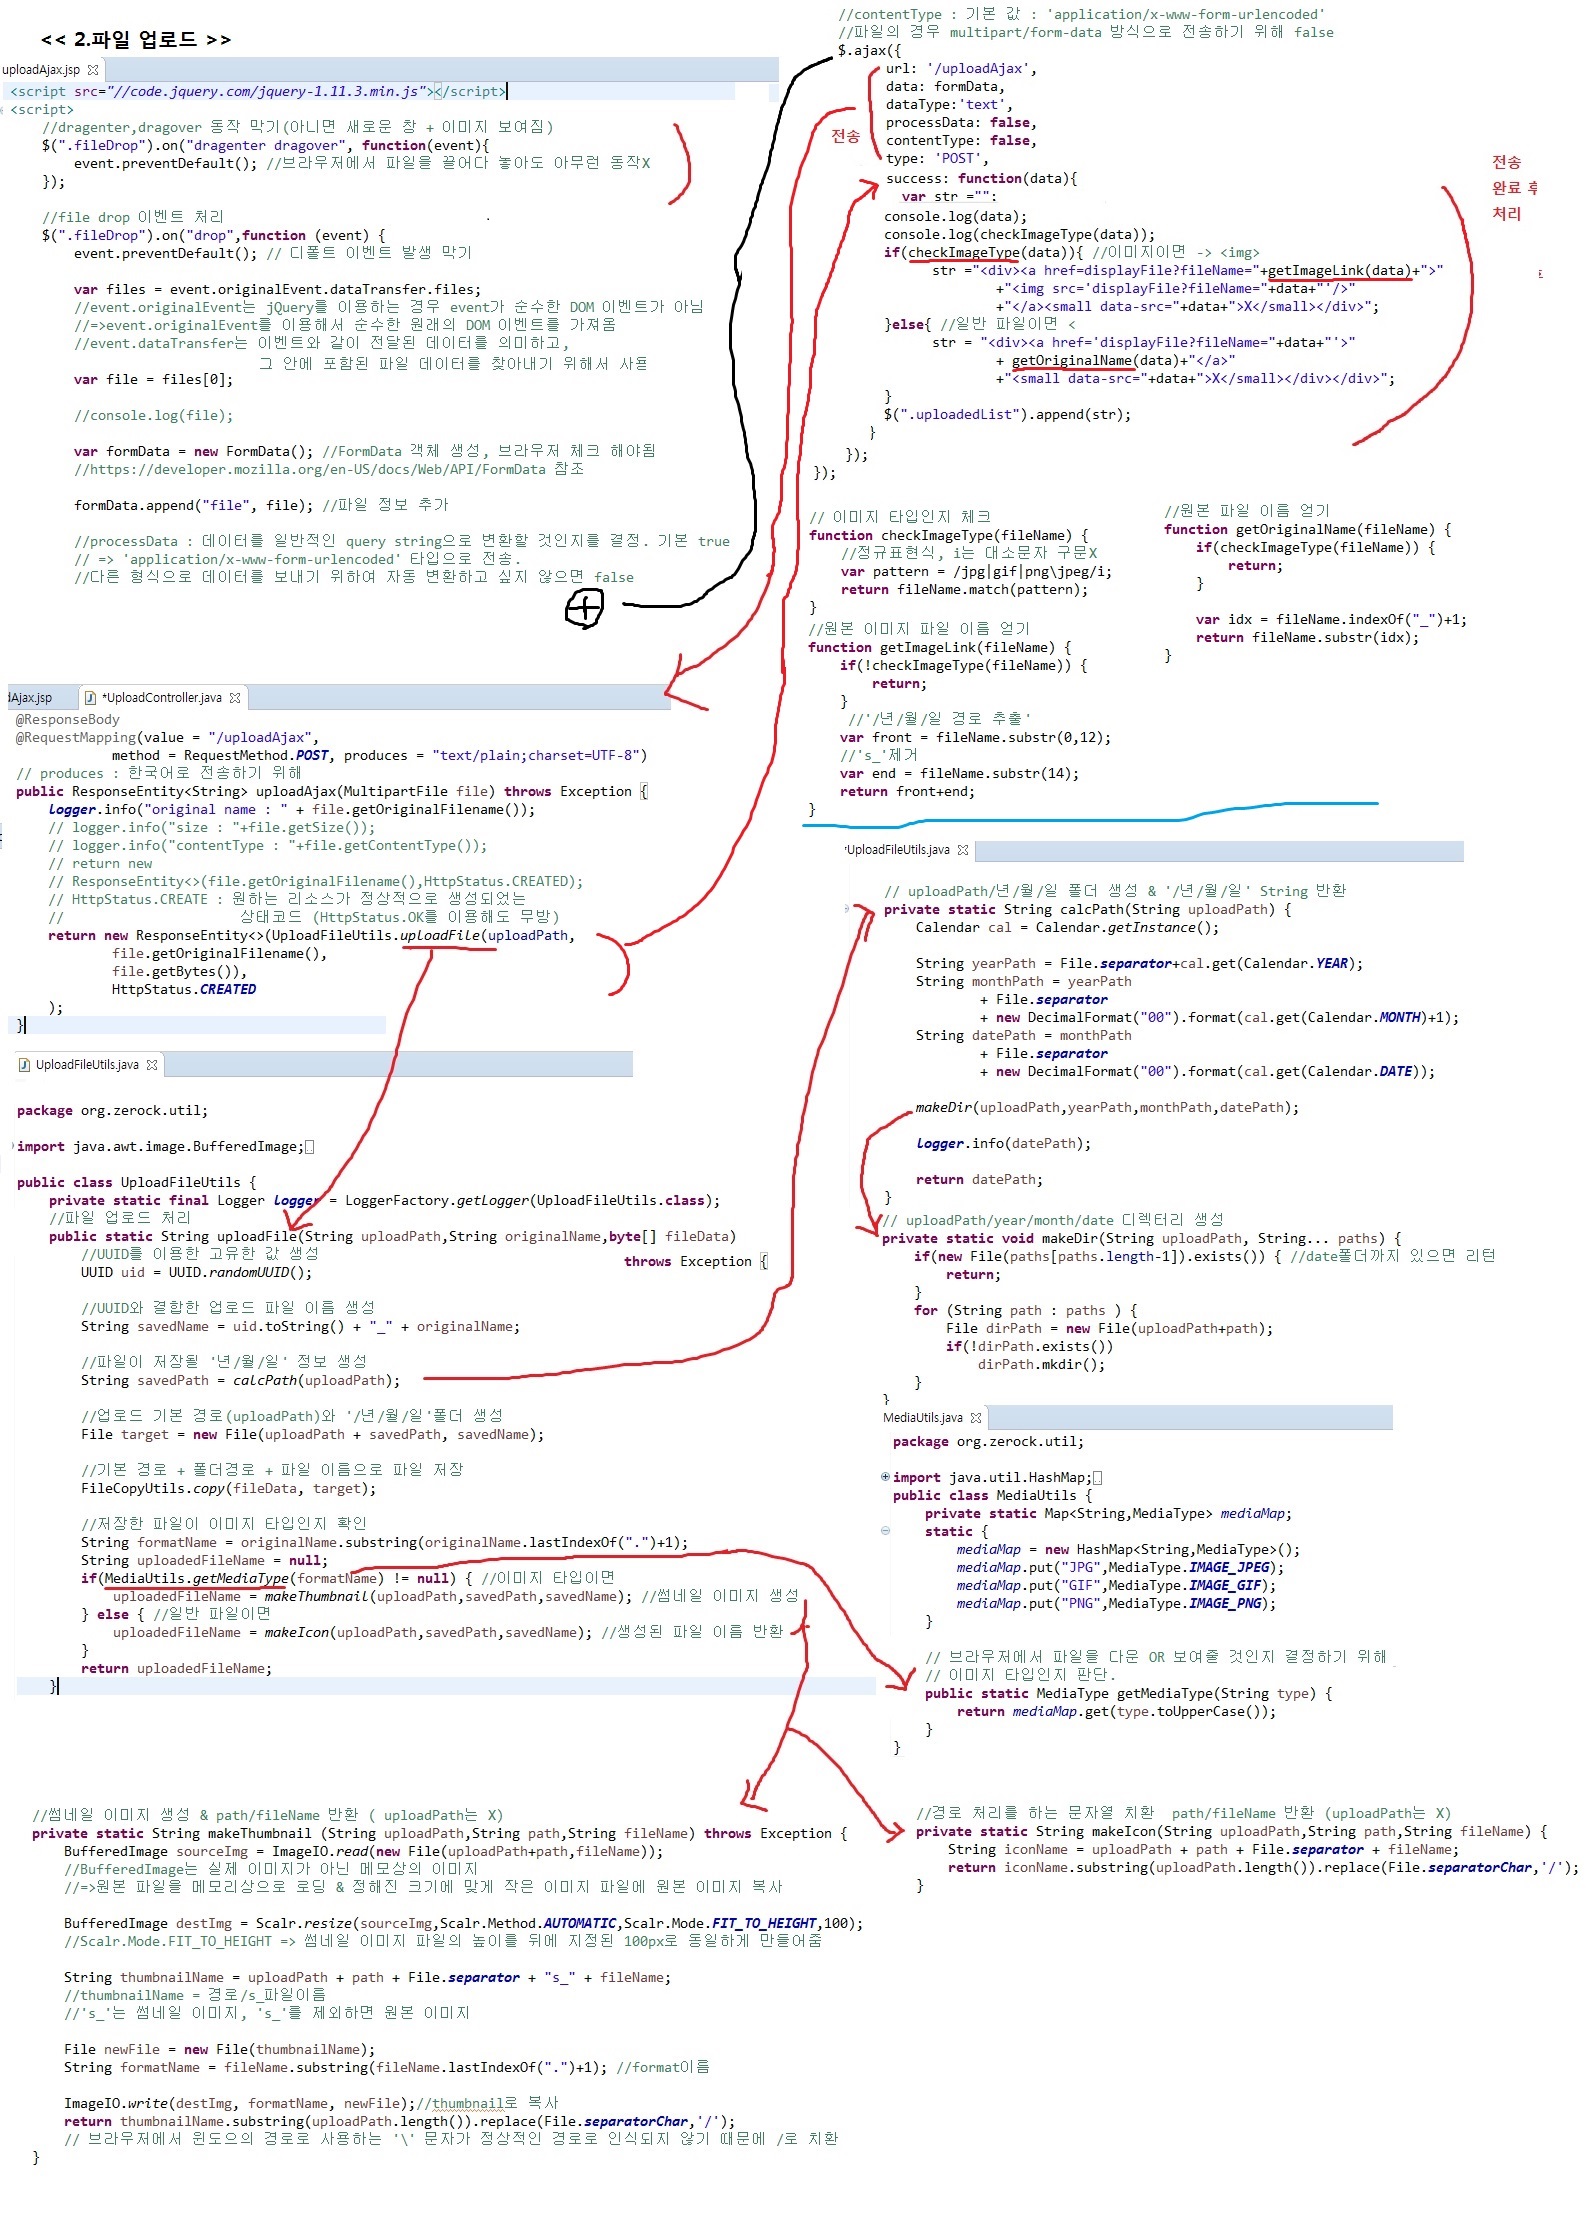 << 2.파일 업로드 >>
uploadAjax.jsp
<script src="//code.jquery.com/jquery-1.11.3.min.js"></script>
<script>
//dragenter,dragover 동작 막기(아니면 새로운 창 + 이미지 보여짐)
$(".fileDrop").on("dragenter dragover", function(event){
event.preventDefault(); //브라우저에서 파일을 끌어다 놓아도 아무런 동작X
});
//file drop 이벤트 처리
$(".fileDrop").on("drop",function (event) {
event.preventDefault(); // 디폴트 이벤트 발생 막기
var files = event.originalEvent.dataTransfer.files;
//event.originalEvent는 jQuery를 이용하는 경우 event가 순수한 DOM 이벤트가 아님
//=>event.originalEvent를 이용해서 순수한 원래의 DOM 이벤트를 가져옴
//event.dataTransfer는 이벤트와 같이 전달된 데이터를 의미하고,
그 안에 포함된 파일 데이터를 찾아내기 위해서 사용
var file = files[0];
//console.log(file);
var formData = new FormData(); //FormData 객체 생성, 브라우저 체크 해야됨
//https://developer.mozilla.org/en-US/docs/Web/API/FormData 참조
formData.append("file", file); //파일 정보 추가
//processData : 데이터를 일반적인 query string으로 변환할 것인지를 결정. 기본 true
// => 'application/x-www-form-urlencoded' 타입으로 전송.
//다른 형식으로 데이터를 보내기 위하여 자동 변환하고 싶지 않으면 false
//contentType : 기본 값 : 'application/x-www-form-urlencoded'
//파일의 경우 multipart/form-data 방식으로 전송하기 위해 false
$.ajax({
url: '/uploadAjax',
data: formData,
dataType:'text',
processData: false,
contentType: false,
type: 'POST',
전송
success: function(data){
var str ="";
console.log(data);
console.log(checkImageType(data));
if(checkImageType(data)){ //이미지이면 -> <img>
str ="<div><a href=displayFile?fileName="+getImageLink(data)+">"
+"<img src='displayFile?fileName="+data+"'/>"
+"</a><small data-src="+data+">X</small></div>";
}else{ //일반 파일이면 <
str = "<div><a href='displayFile?fileName="+data+"'>"
+ getOriginalName(data)+"</a>"
+"<small data-src="+data+">X</small></div></div>";
}
$(".uploadedList").append(str);
}
});
});
전송
완료 후
처리
// 이미지 타입인지 체크
function checkImageType(fileName) {
//정규표현식, i는 대소문자 구문X
var pattern = /jpg|gif|png\jpeg/i;
return fileName.match(pattern);
}
//원본 이미지 파일 이름 얻기
function getImageLink(fileName) {
if(!checkImageType(fileName)) {
return;
}
//'/년/월/일 경로 추출'
var front = fileName.substr(0,12);
//'s_'제거
var end = fileName.substr(14);
return front+end;
}
//원본 파일 이름 얻기
function getOriginalName(fileName) {
if(checkImageType(fileName)) {
return;
}
var idx = fileName.indexOf("_")+1;
return fileName.substr(idx);
}
dAjax.jsp
*UploadController.java
@ResponseBody
@RequestMapping(value = "/uploadAjax",
method = RequestMethod.POST, produces = "text/plain;charset=UTF-8")
// produces : 한국어로 전송하기 위해
public ResponseEntity<String> uploadAjax(MultipartFile file) throws Exception {
logger.info("original name : " + file.getOriginalFilename());
// logger.info("size : "+file.getSize());
// logger.info("contentType : "+file.getContentType());
// return new
// ResponseEntity<>(file.getOriginalFilename(),HttpStatus.CREATED);
// HttpStatus.CREATE : 원하는 리소스가 정상적으로 생성되었는
// 상태코드 (HttpStatus.OK를 이용해도 무방)
return new ResponseEntity<>(UploadFileUtils.uploadFile(uploadPath,
file.getOriginalFilename(),
file.getBytes()),
HttpStatus.CREATED
);
}
UploadFileUtils.java
package org.zerock.util;
import java.awt.image.BufferedImage;
public class UploadFileUtils {
private static final Logger logger = LoggerFactory.getLogger(UploadFileUtils.class);
//파일 업로드 처리
public static String uploadFile(String uploadPath,String originalName,byte[] fileData)
throws Exception {
//UUID를 이용한 고유한 값 생성
UUID uid = UUID.randomUUID();
//UUID와 결합한 업로드 파일 이름 생성
String savedName = uid.toString() + "_" + originalName;
//파일이 저장될 '년/월/일' 정보 생성
String savedPath = calcPath(uploadPath);
//업로드 기본 경로(uploadPath)와 '/년/월/일'폴더 생성
File target = new File(uploadPath + savedPath, savedName);
//기본 경로 + 폴더경로 + 파일 이름으로 파일 저장
FileCopyUtils.copy(fileData, target);
//저장한 파일이 이미지 타입인지 확인
String formatName = originalName.substring(originalName.lastIndexOf(".")+1);
String uploadedFileName = null;
if(MediaUtils.getMediaType(formatName) != null) { //이미지 타입이면
uploadedFileName = makeThumbnail(uploadPath,savedPath,savedName); //썸네일 이미지 생성
} else { //일반 파일이면
uploadedFileName = makeIcon(uploadPath,savedPath,savedName); //생성된 파일 이름 반환
}
return uploadedFileName;
}
UploadFileUtils.java
// uploadPath/년/월/일 폴더 생성 & '/년/월/일' String 반환
private static String calcPath(String uploadPath) {
Calendar cal = Calendar.getInstance();
String yearPath = File.separator+cal.get(Calendar.YEAR);
String monthPath = yearPath
+ File.separator
+ new DecimalFormat("00").format(cal.get(Calendar.MONTH)+1);
String datePath = monthPath
+ File.separator
+ new DecimalFormat("00").format(cal.get(Calendar.DATE));
makeDir(uploadPath,yearPath,monthPath,datePath);
logger.info(datePath);
return datePath;
}
// uploadPath/year/month/date 디렉터리 생성
private static void makeDir(String uploadPath, String... paths) {
if(new File(paths[paths.length-1]).exists()) { //date폴더까지 있으면 리턴
return;
}
for (String path : paths ) {
File dirPath = new File(uploadPath+path);
if(!dirPath.exists())
dirPath.mkdir();
}
}
MediaUtils.java
package org.zerock.util;
import java.util.HashMap;
public class MediaUtils {
private static Map<String,MediaType> mediaMap;
static {
mediaMap = new HashMap<String,MediaType>();
mediaMap.put("JPG",MediaType.IMAGE_JPEG);
mediaMap.put("GIF",MediaType.IMAGE_GIF);
mediaMap.put("PNG",MediaType.IMAGE_PNG);
}
// 브라우저에서 파일을 다운 OR 보여줄 것인지 결정하기 위해
// 이미지 타입인지 판단.
public static MediaType getMediaType(String type) {
return mediaMap.get(type.toUpperCase());
}
}
//썸네일 이미지 생성 & path/fileName 반환 ( uploadPath는 X)
private static String makeThumbnail (String uploadPath,String path,String fileName) throws Exception {
BufferedImage sourceImg = ImageIO.read(new File(uploadPath+path,fileName));
//BufferedImage는 실제 이미지가 아닌 메모상의 이미지
//=>원본 파일을 메모리상으로 로딩 & 정해진 크기에 맞게 작은 이미지 파일에 원본 이미지 복사
BufferedImage destImg = Scalr.resize(sourceImg,Scalr.Method.AUTOMATIC,Scalr.Mode.FIT_TO_HEIGHT,100);
//Scalr.Mode.FIT_TO_HEIGHT => 썸네일 이미지 파일의 높이를 뒤에 지정된 100px로 동일하게 만들어줌
String thumbnailName = uploadPath + path + File.separator + "s_" + fileName;
//thumbnailName = 경로/s_파일이름
//'s_'는 썸네일 이미지, 's_'를 제외하면 원본 이미지
File newFile = new File(thumbnailName);
String formatName = fileName.substring(fileName.lastIndexOf(".")+1); //format이름
ImageIO.write(destImg, formatName, newFile);//thumbnail로 복사
return thumbnailName.substring(uploadPath.length()).replace(File.separatorChar,'/');
// 브라우저에서 윈도으의 경로로 사용하는 '\' 문자가 정상적인 경로로 인식되지 않기 때문에 /로 치환
}
//경로 처리를 하는 문자열 치환 path/fileName 반환 (uploadPath는 X)
private static String makeIcon(String uploadPath,String path,String fileName) {
String iconName = uploadPath + path + File.separator + fileName;
return iconName.substring(uploadPath.length()).replace(File.separatorChar,'/');
}